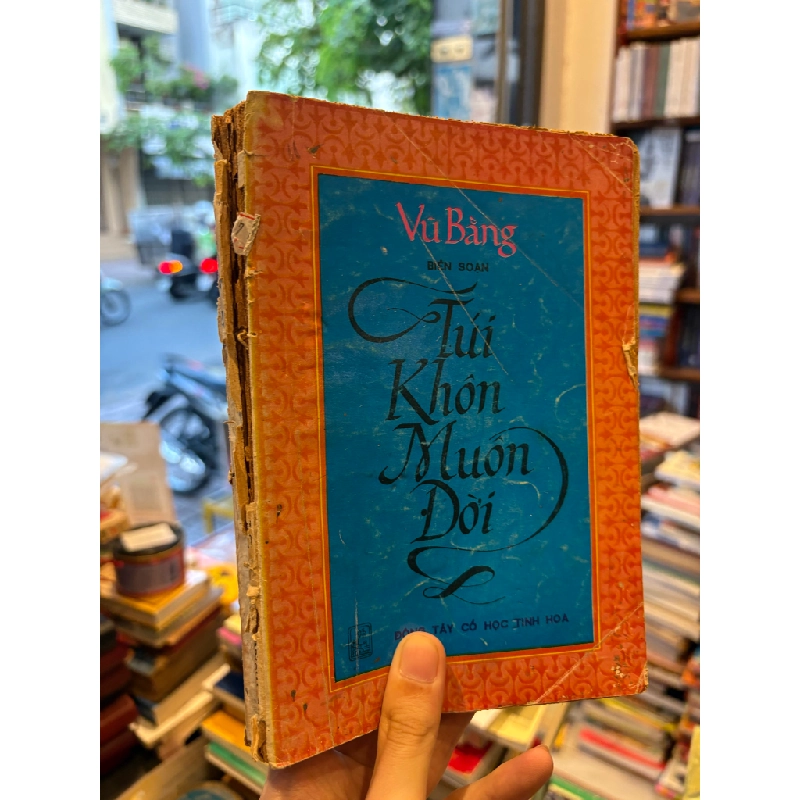 Vũ Bằng
BIÊN SOẠN
Túi
Khôn
Muôn
Đời
ĐÔNG TÂY CỔ HỌC TINH HOA